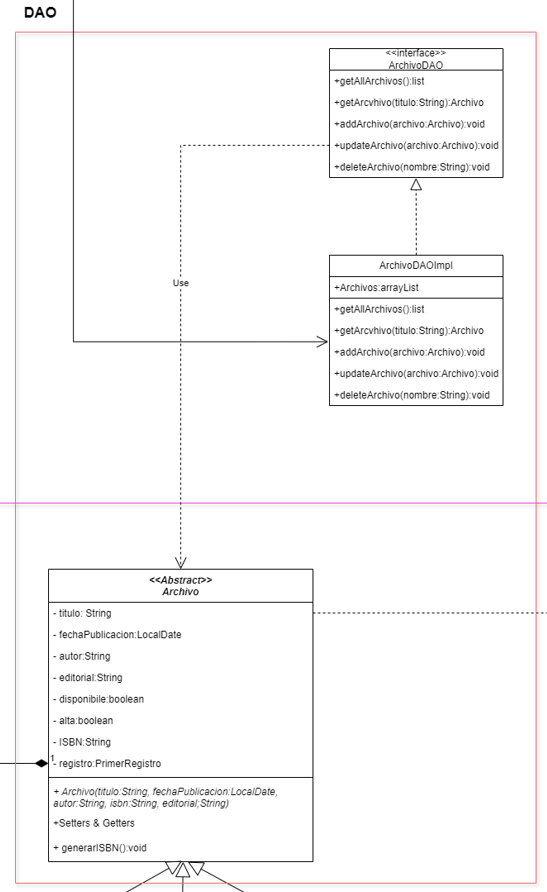 DAO
<<interface>>
ArchivoDAO
+getAllArchivos():list
+getArcvhivo(titulo:String):Archivo
+addArchivo(archivo:Archivo):void
+updateArchivo(archivo:Archivo):void
+deleteArchivo(nombre:String):void
Use
ArchivoDAOImpl
+Archivos:arrayList
+getAllArchivos():list
+getArcvhivo(titulo:String):Archivo
+addArchivo(archivo:Archivo):void
+updateArchivo(archivo:Archivo):void
+deleteArchivo(nombre:String):void
<<Abstract>>
Archivo
- titulo: String
- fechaPublicacion:LocalDate
- autor:String
- editorial:String
- disponibile:boolean
- alta:boolean
- ISBN:String
1
- registro:PrimerRegistro
+ Archivo(titulo:String, fechaPublicacion:LocalDate,
autor:String, isbn:String, editorial;String)
+Setters & Getters
+ generarISBN():void